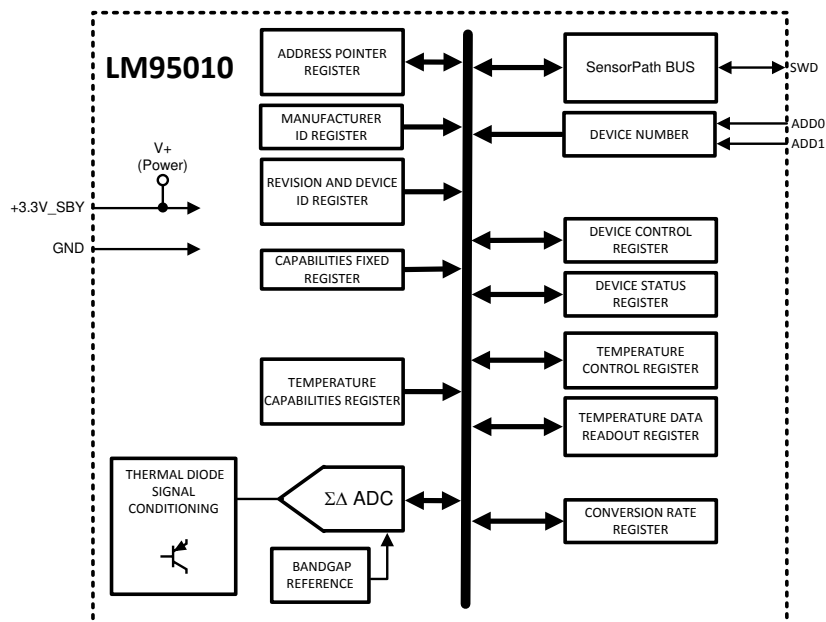 LM95010
ADDRESS POINTER
REGISTER
SensorPath BUS
SWD
MANUFACTURER
ID REGISTER
DEVICE NUMBER
ADD0
ADD1
V+
(Power)
REVISION AND DEVICE
ID REGISTER
+3.3V_SBY
GND
DEVICE CONTROL
REGISTER
CAPABILITIES FIXED
REGISTER
DEVICE STATUS
REGISTER
TEMPERATURE
CONTROL REGISTER
TEMPERATURE
CAPABILITIES REGISTER
TEMPERATURE DATA
READOUT REGISTER
THERMAL DIODE
SIGNAL
CONDITIONING
ΣΔ ADC
CONVERSION RATE
REGISTER
BANDGAP
REFERENCE